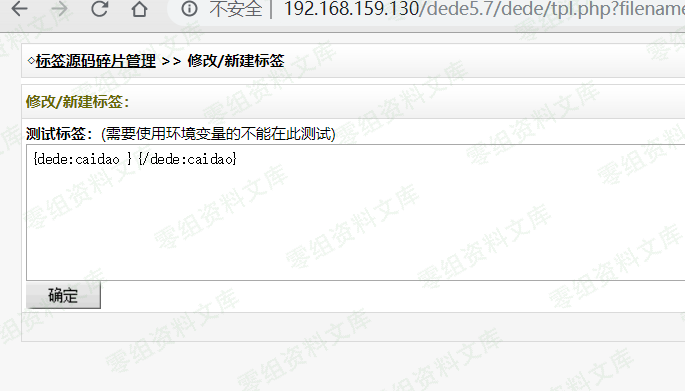 不安全 | 192.168.159.130/dede5.7/dede/tpl.php?filename
◇标签源码碎片管理 >> 修改/新建标签
修改/新建标签：
测试标签：(需要使用环境变量的不能在此测试)
{dede:caidao } {/dede:caidao}
确定
零组资料文库